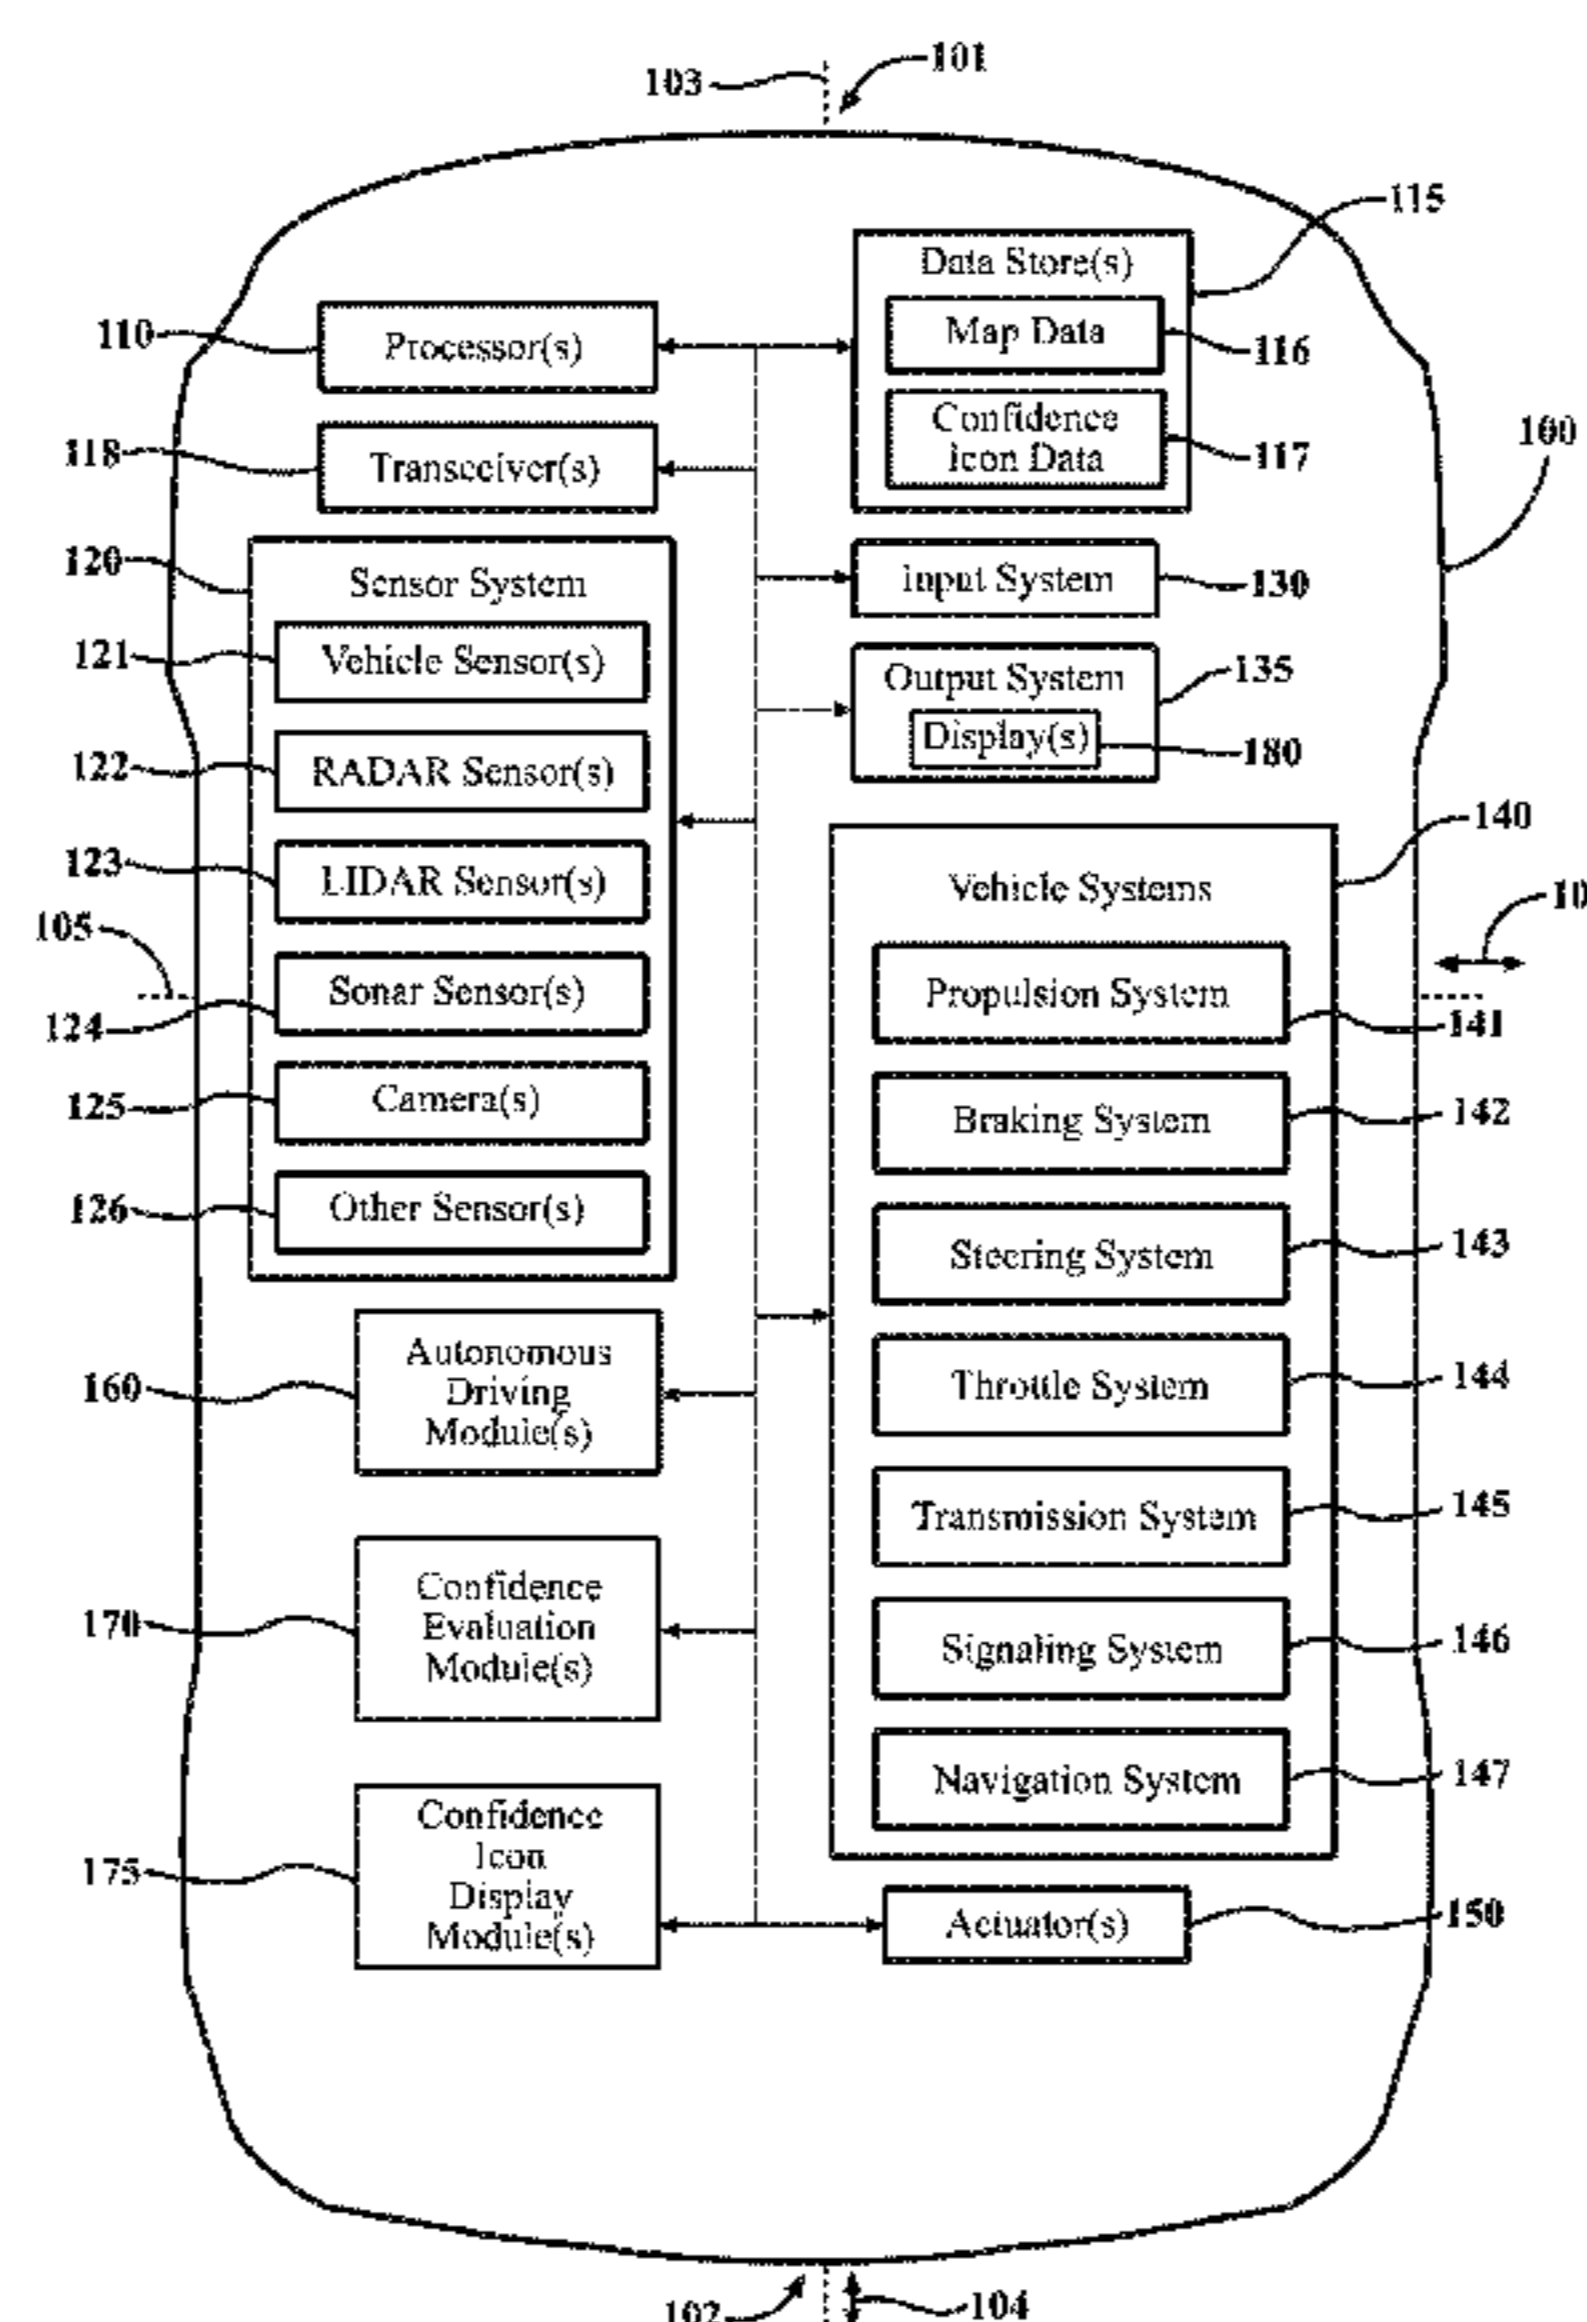 103
101
115
Data Store(s)
110
Processor(s)
Map Data
116
118
Transceiver(s)
Confidence
Icon Data
117
100
120
Sensor System
Input System
130
121
Vehicle Sensor(s)
Output System
135
Display(s)
180
122
RADAR Sensor(s)
140
123
LIDAR Sensor(s)
Vehicle Systems
10
105
124
Sonar Sensor(s)
Propulsion System
141
125
Camera(s)
Braking System
142
126
Other Sensor(s)
Steering System
143
160
Autonomous
Driving
Module(s)
Throttle System
144
Transmission System
145
170
Confidence
Evaluation
Module(s)
Signaling System
146
Navigation System
147
175
Confidence
Icon
Display
Module(s)
Actuator(s)
150
102
104